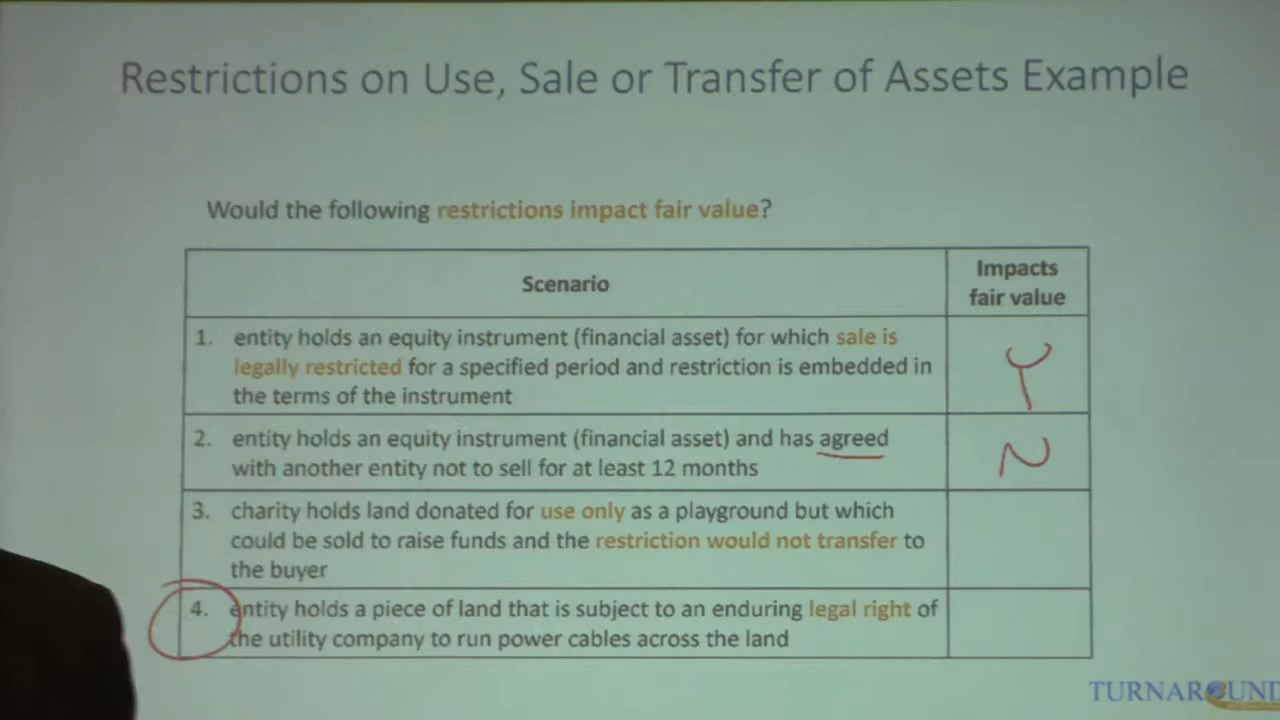 Restrictions on Use, Sale or Transfer of Assets Example
Would the following restrictions impact fair value?
Scenario
Impacts
fair value
1. entity holds an equity instrument (financial asset) for which sale is
legally restricted for a specified period and restriction is embedded in
the terms of the instrument
Y
2. entity holds an equity instrument (financial asset) and has agreed
with another entity not to sell for at least 12 months
N
3. charity holds land donated for use only as a playground but which
could be sold to raise funds and the restriction would not transfer to
the buyer
4. entity holds a piece of land that is subject to an enduring legal right of
the utility company to run power cables across the land
TURNAROUND